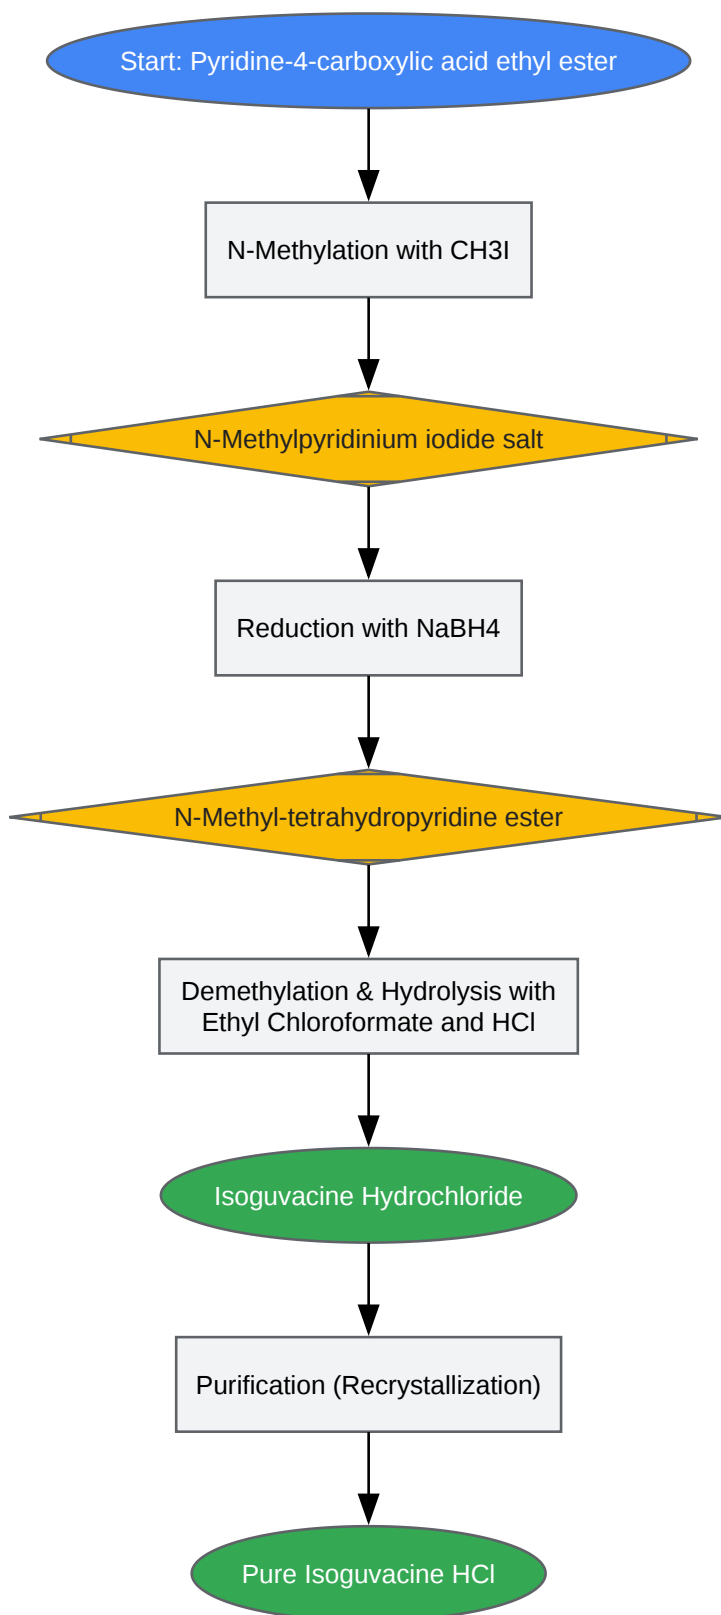 Start: Pyridine-4-carboxylic acid ethyl ester
N-Methylation with CH3I
N-Methylpyridinium iodide salt
Reduction with NaBH4
N-Methyl-tetrahydropyridine ester
Demethylation & Hydrolysis with
Ethyl Chloroformate and HCl
Isoguvacine Hydrochloride
Purification (Recrystallization)
Pure Isoguvacine HCl